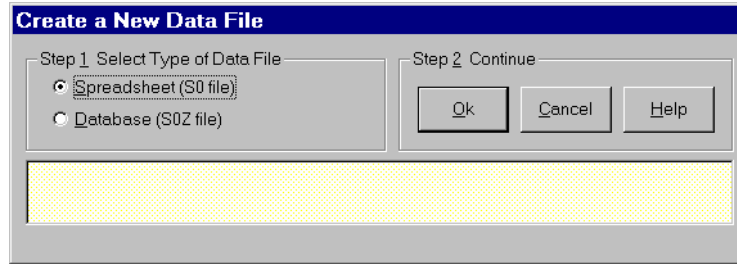 Create a New Data File
Step 1 Select Type of Data File
Spreadsheet (S0 file)
Database (S0Z file)
Step 2 Continue
Ok
Cancel
Help